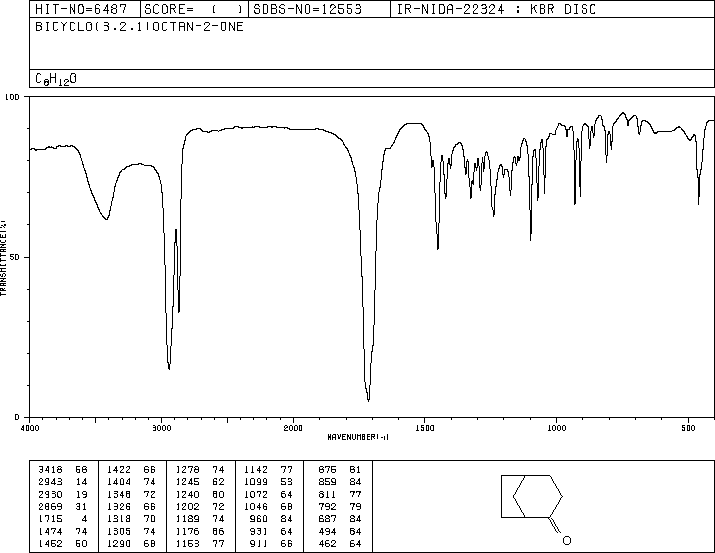 HIT-NO=6487 SCORE= ( ) SDBS-NO=12553 IR-NIDA-22324 : KBR DISC
BICYCLO(3.2.1)OCTAN-2-ONE
C8H12O
100
50
0
TRANSMITTANCE(%)
4000 3000 2000 1500 1000 500
WAVENUMBER(-1)
3418 58 1422 66 1278 74 1142 77 875 81
2943 14 1404 74 1245 62 1099 53 859 84
2930 19 1348 72 1240 60 1072 64 811 77
2869 31 1326 66 1202 72 1046 68 792 79
1715 4 1318 70 1189 74 960 84 687 84
1474 74 1305 74 1176 66 931 64 494 84
1452 50 1290 68 1153 77 911 66 462 64
O